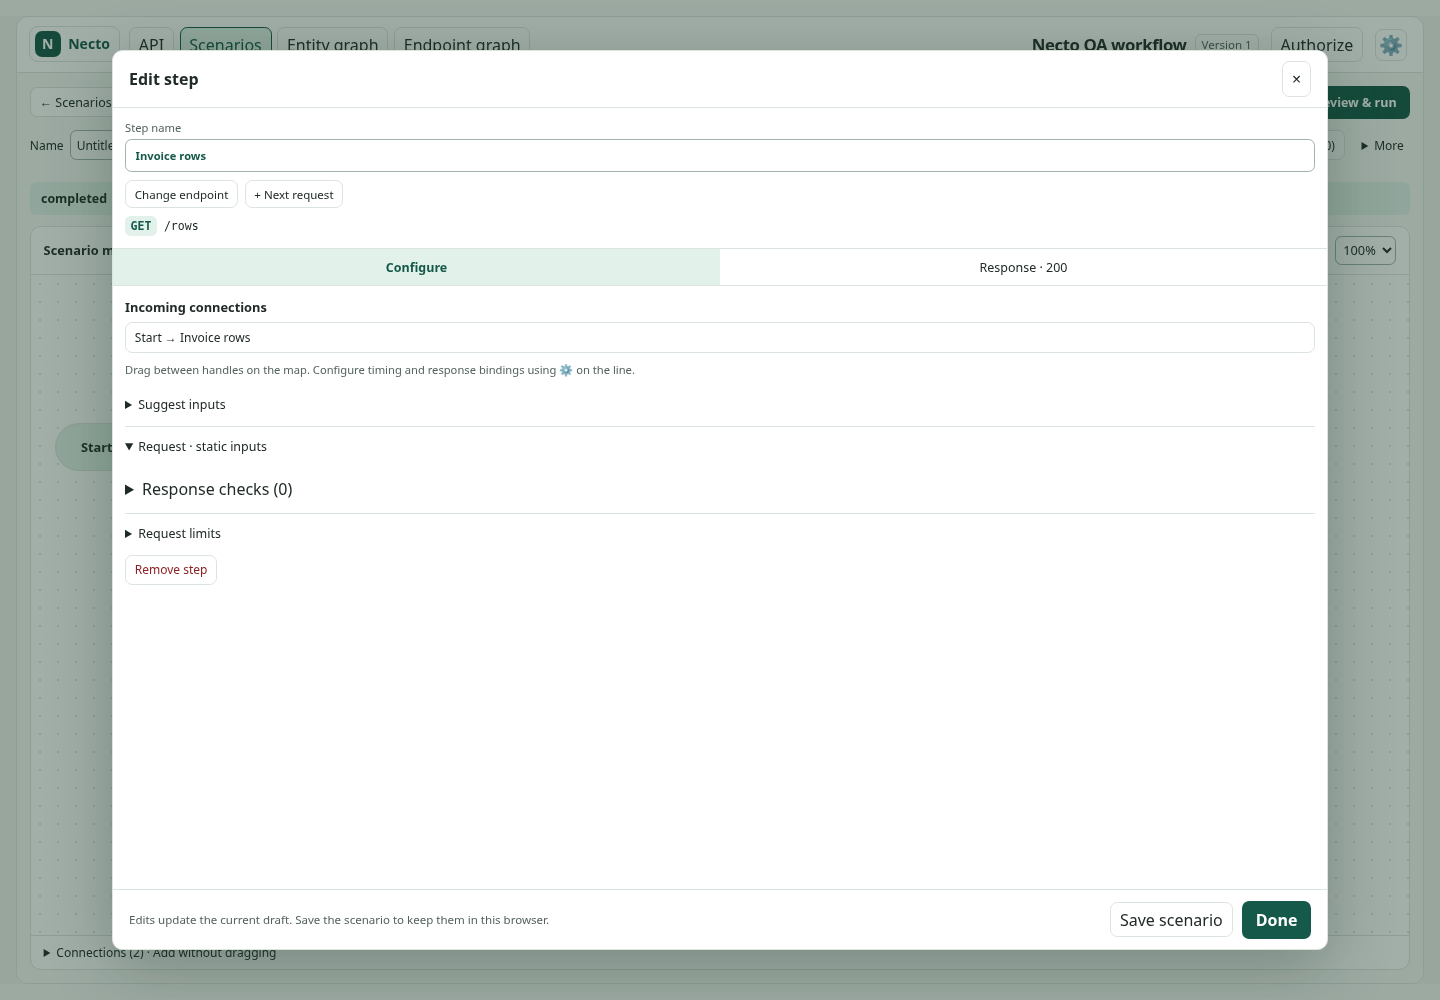 N Necto API Scenarios Entity graph Endpoint graph Necto QA workflow Version 1 Authorize
Edit step ×
← Scenarios view & run
Step name
Name Untitle Invoice rows 0) More
Change endpoint + Next request
completed
GET /rows
Scenario m 100%
Configure Response · 200
Incoming connections
Start → Invoice rows
Drag between handles on the map. Configure timing and response bindings using ⚙️ on the line.
Suggest inputs
Start
Request · static inputs
Response checks (0)
Request limits
Remove step
Edits update the current draft. Save the scenario to keep them in this browser. Save scenario Done
Connections (2) · Add without dragging